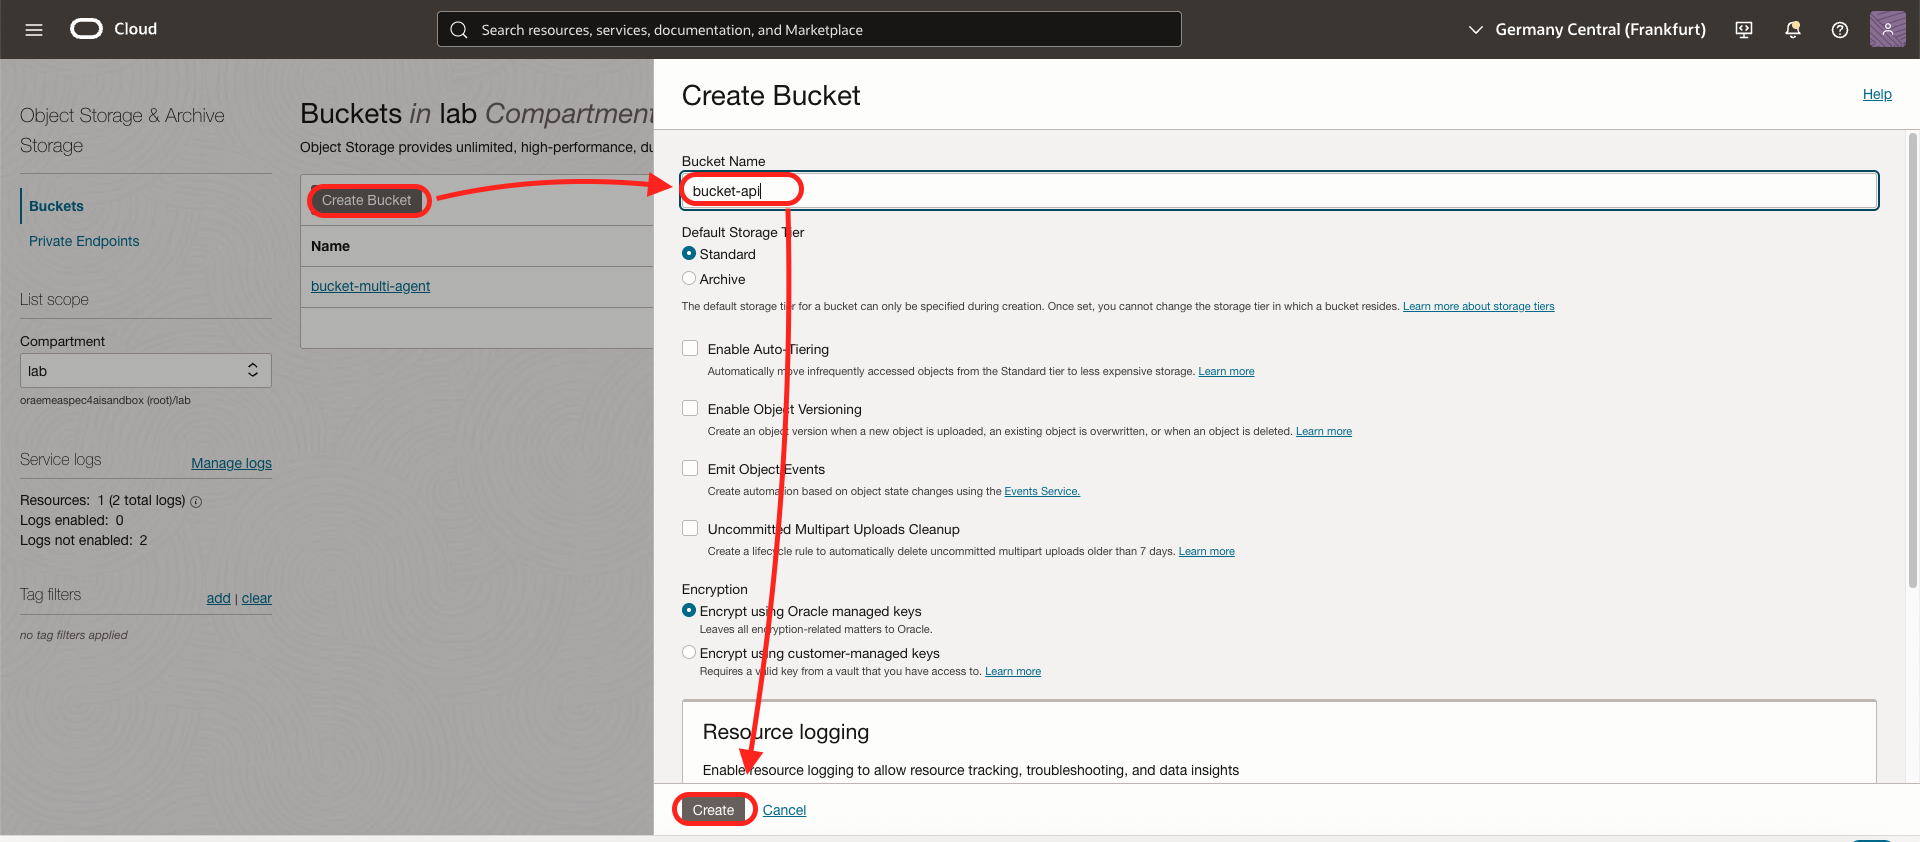 Cloud
Search resources, services, documentation, and Marketplace
Germany Central (Frankfurt)
Object Storage & Archive
Storage
Buckets
Private Endpoints
List scope
Compartment
lab
oraemeaspec4aisandbox (root)/lab
Service logs
Manage logs
Resources: 1 (2 total logs)
Logs enabled: 0
Logs not enabled: 2
Tag filters
add | clear
no tag filters applied
Buckets in lab Compartment
Object Storage provides unlimited, high-performance, du
Create Bucket
Name
bucket-multi-agent
Create Bucket
Help
Bucket Name
bucket-api
Default Storage Tier
Standard
Archive
The default storage tier for a bucket can only be specified during creation. Once set, you cannot change the storage tier in which a bucket resides. Learn more about storage tiers
Enable Auto-Tiering
Automatically move infrequently accessed objects from the Standard tier to less expensive storage. Learn more
Enable Object Versioning
Create an object version when a new object is uploaded, an existing object is overwritten, or when an object is deleted. Learn more
Emit Object Events
Create automation based on object state changes using the Events Service.
Uncommitted Multipart Uploads Cleanup
Create a lifecycle rule to automatically delete uncommitted multipart uploads older than 7 days. Learn more
Encryption
Encrypt using Oracle managed keys
Leaves all encryption-related matters to Oracle.
Encrypt using customer-managed keys
Requires a valid key from a vault that you have access to. Learn more
Resource logging
Enable resource logging to allow resource tracking, troubleshooting, and data insights
Create
Cancel